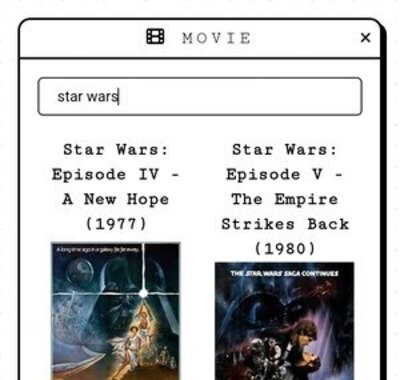 MOVIE ×
star wars
Star Wars:
Episode IV -
A New Hope
(1977)
A long time ago in a galaxy far, far away...
Star Wars:
Episode V -
The Empire
Strikes Back
(1980)
THE STAR WARS SAGA CONTINUES